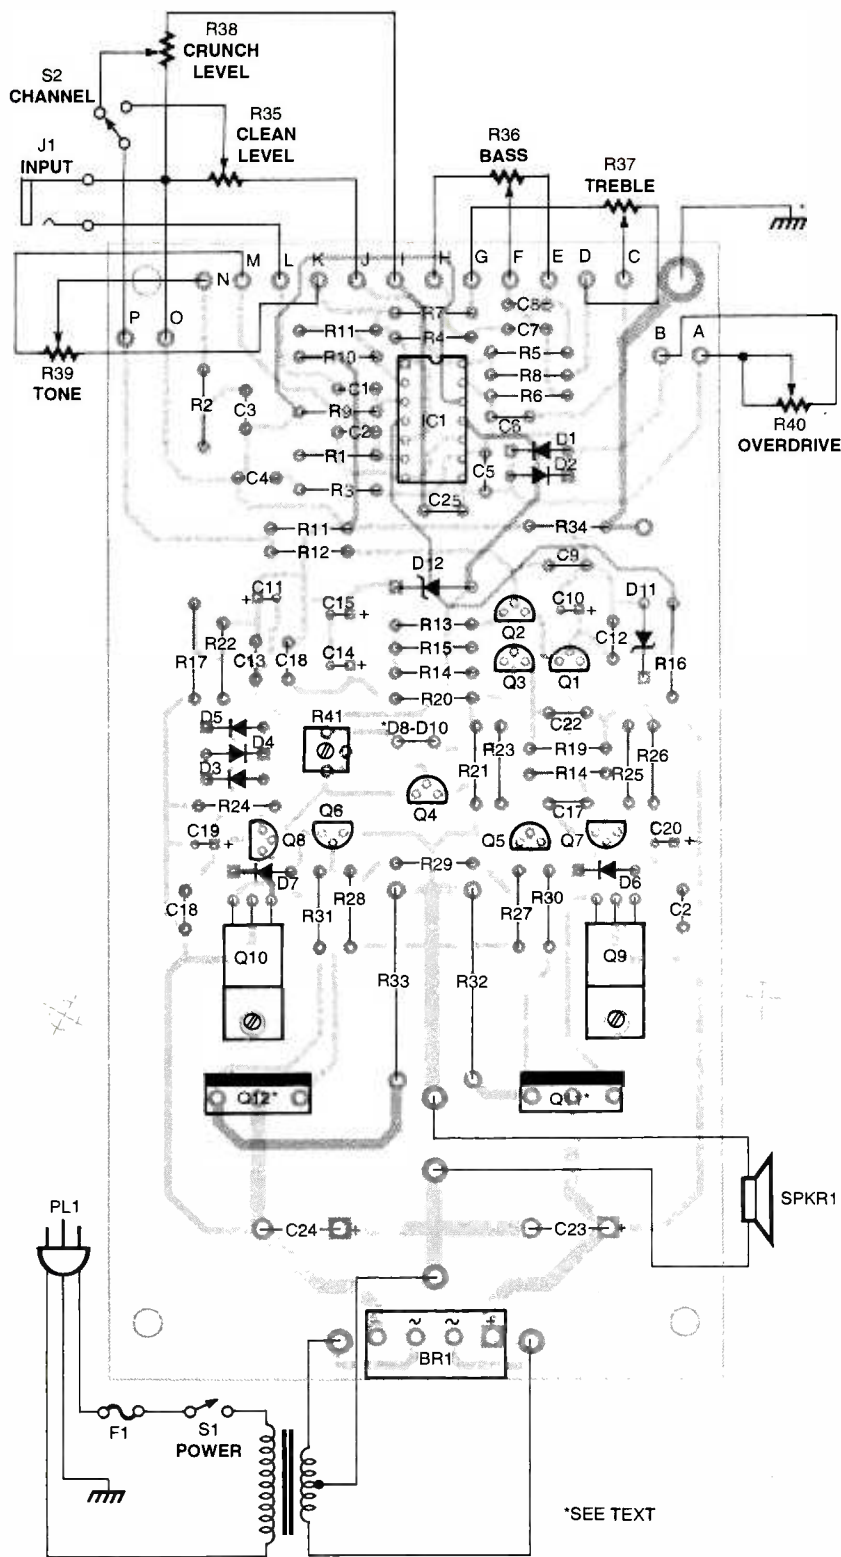 R38
CRUNCH
LEVEL
S2
CHANNEL
R35
CLEAN
LEVEL
J1
INPUT
R36
BASS
R37
TREBLE
M L K J I H G F E D C
N
P O
B A
R39
TONE
R40
OVERDRIVE
R7
C8
R11
R4
C7
R10
R5
R8
R2
C3
C1
R6
R9
IC1
C6
C2
D1
R1
C5
D2
C4
R3
C25
R11
R34
R12
C9
D12
+ C11
C15 +
C10 +
D11
Q2
R13
C12
R22
R15
R17
C13
C18
C14 +
R14
Q3
Q1
R16
R20
D5
R41
*D8-D10
C22
D4
R23
R19
R26
D3
R21
R14
R25
R24
Q4
C17
Q6
C19 +
Q8
Q5
Q7
C20 +
R29
D7
D6
C18
R31
R28
R27
R30
C2
Q10
R33
R32
Q9
Q12*
Q11*
PL1
SPKR1
C24 +
C23 +
- ~ ~ +
BR1
F1
S1
POWER
*SEE TEXT